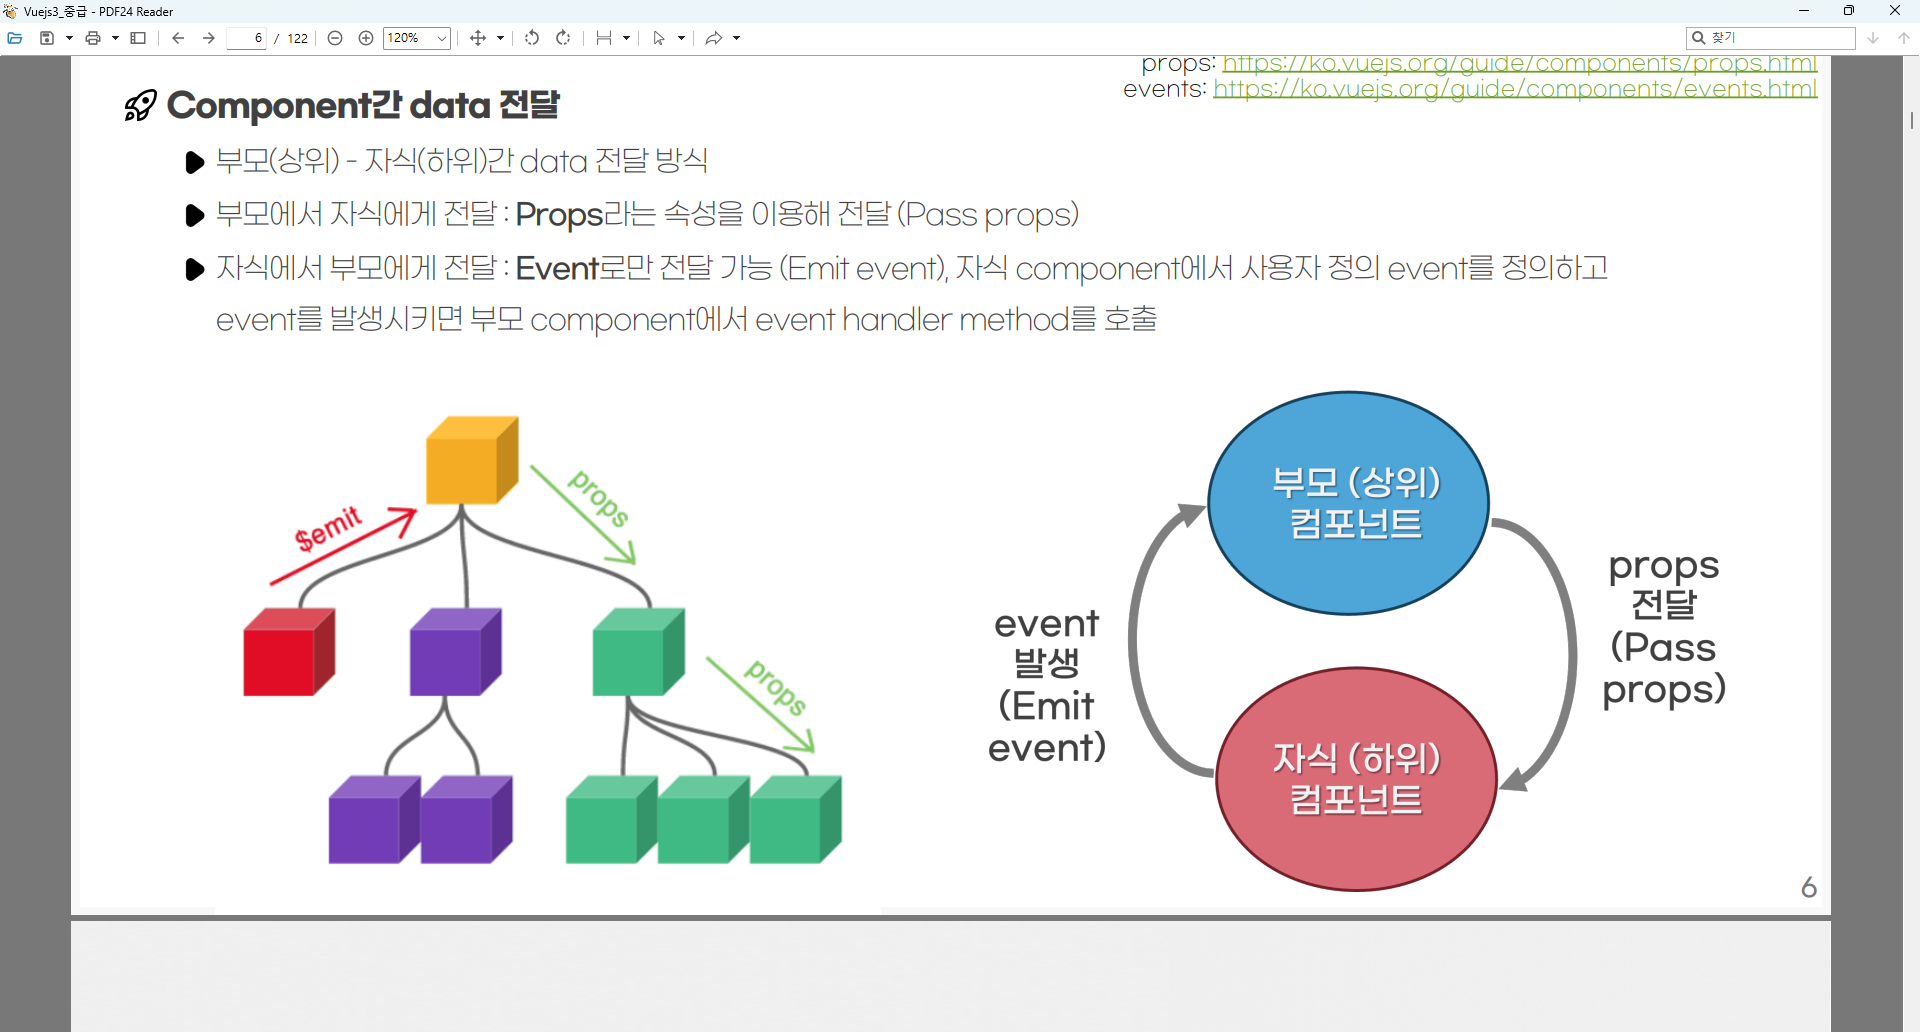 Vuejs3_중급 - PDF24 Reader
6 / 122
120%
찾기
props: https://ko.vuejs.org/guide/components/props.html
events: https://ko.vuejs.org/guide/components/events.html
Component간 data 전달
부모(상위) - 자식(하위)간 data 전달 방식
부모에서 자식에게 전달 : Props라는 속성을 이용해 전달 (Pass props)
자식에서 부모에게 전달 : Event로만 전달 가능 (Emit event), 자식 component에서 사용자 정의 event를 정의하고
event를 발생시키면 부모 component에서 event handler method를 호출
$emit
props
props
부모 (상위)
컴포넌트
event
발생
(Emit
event)
props
전달
(Pass
props)
자식 (하위)
컴포넌트
6